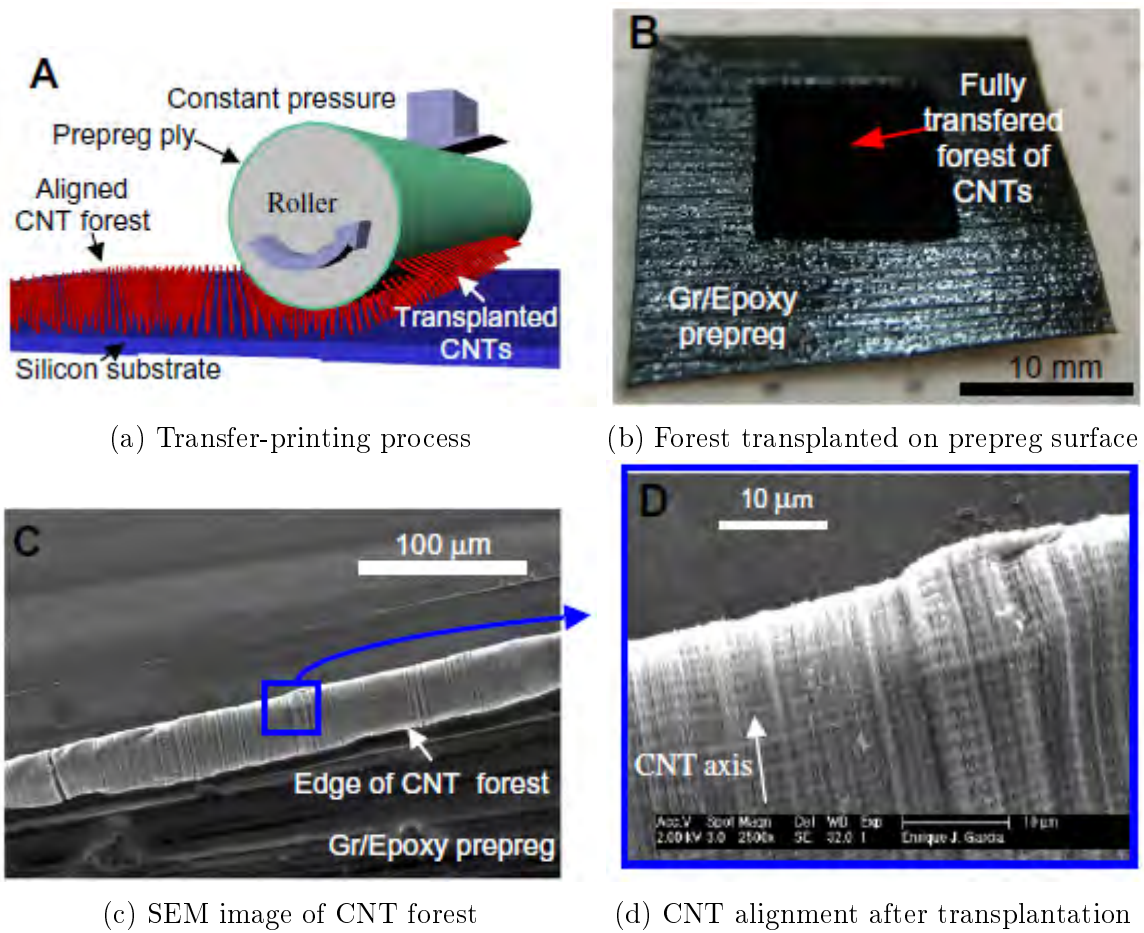 A
Constant pressure
Prepreg ply
Aligned
CNT forest
Roller
Transplanted
CNTs
Silicon substrate
(a) Transfer-printing process
B
Fully
transfered
forest of
CNTs
Gr/Epoxy
prepreg
10 mm
(b) Forest transplanted on prepreg surface
C
100 µm
Edge of CNT forest
Gr/Epoxy prepreg
(c) SEM image of CNT forest
D
10 µm
CNT axis
Acc.V Spot Magn Det WD Exp 10 µm
2.00 kV 3.0 2500x SE 32.0 1 Enrique J. Garcia
(d) CNT alignment after transplantation